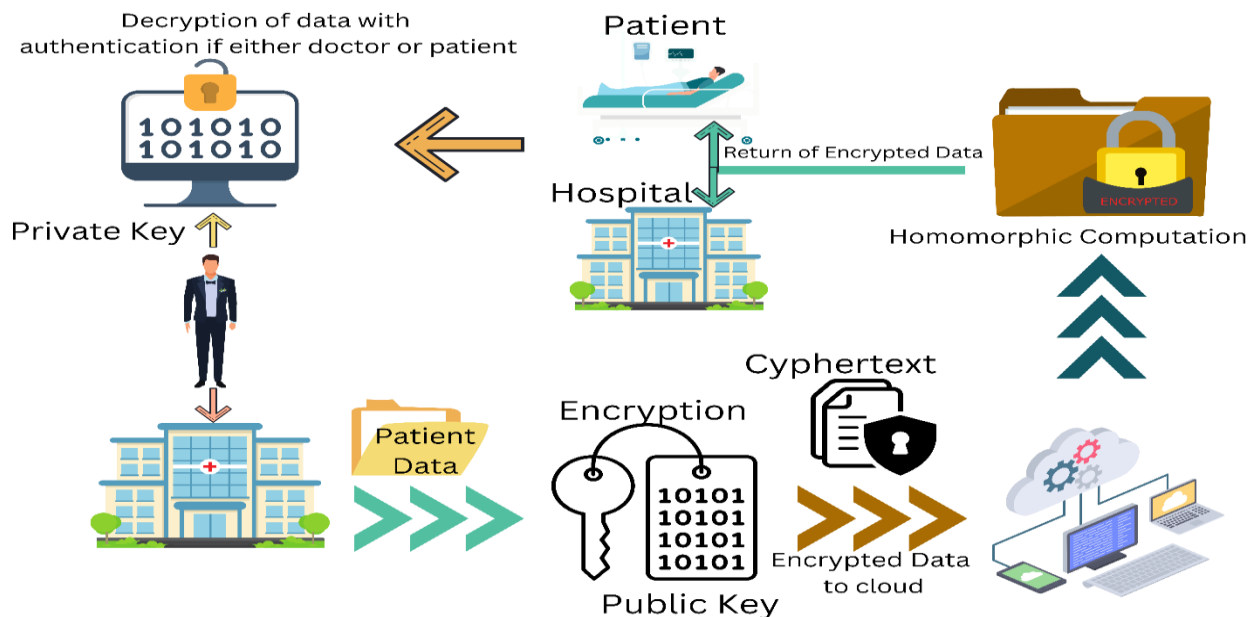 Decryption of data with
authentication if either doctor or patient
101010
101010
Patient
Return of Encrypted Data
ENCRYPTED
Hospital
Homomorphic Computation
Private Key
Patient
Data
Encryption
10101
10101
10101
10101
Public Key
Cyphertext
Encrypted Data
to cloud